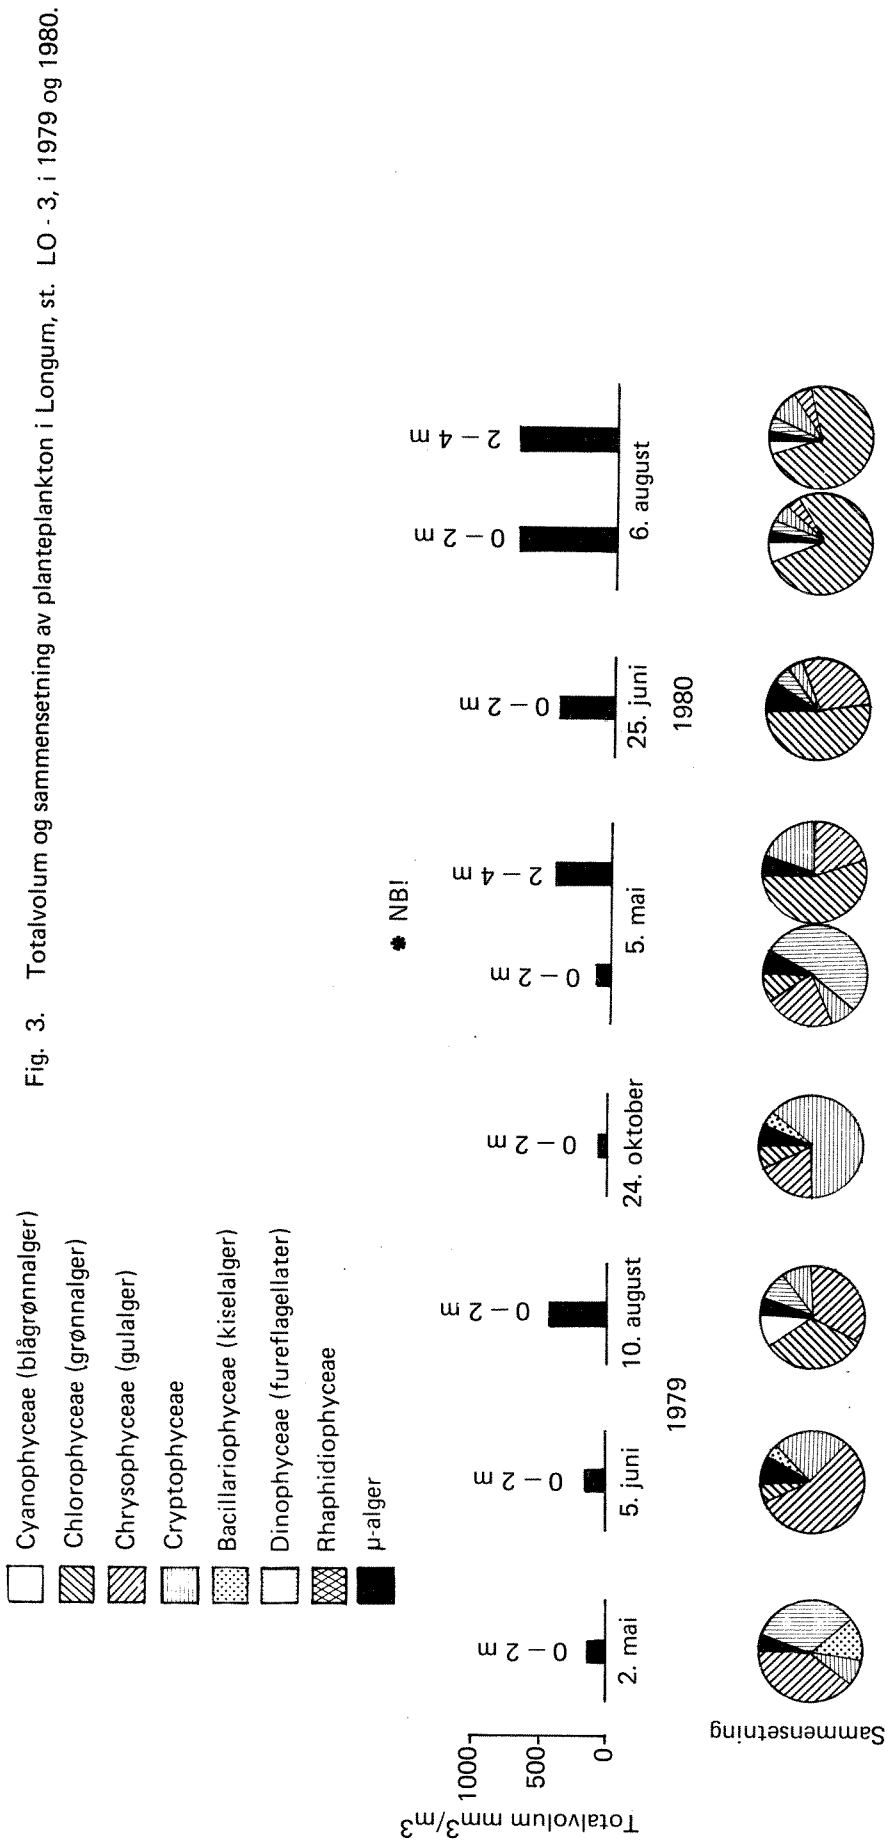 Cyanophyceae (blågrønnalger)
Chlorophyceae (grønnalger)
Chrysophyceae (gulalger)
Cryptophyceae
Bacillariophyceae (kiselalger)
Dinophyceae (fureflagellater)
Rhaphidiophyceae
μ-alger
Fig. 3. Totalvolum og sammensetning av planteplankton i Longum, st. LO - 3, i 1979 og 1980.
* NB!
Totalvolum mm³/m³
1000
500
0
0 – 2 m
0 – 2 m
0 – 2 m
0 – 2 m
0 – 2 m
2 – 4 m
0 – 2 m
0 – 2 m
2 – 4 m
2. mai
5. juni
10. august
24. oktober
5. mai
25. juni
6. august
1979
1980
Sammensetning